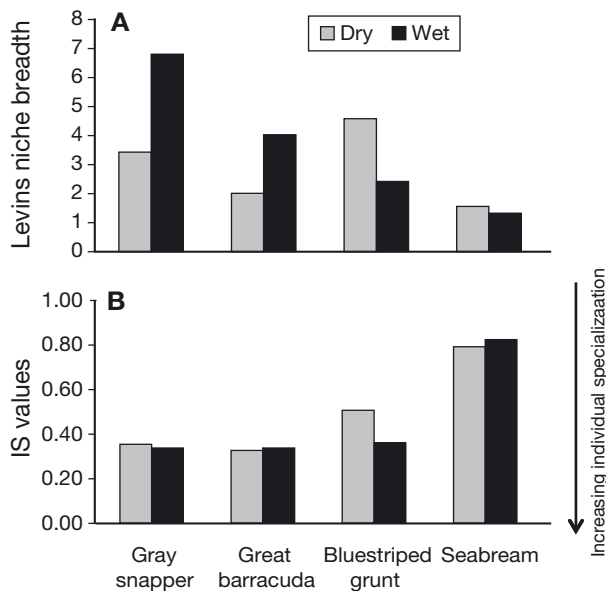 A
Dry Wet
Levins niche breadth
8
7
6
5
4
3
2
1
0
B
IS values
1.00
0.80
0.60
0.40
0.20
0.00
Gray
snapper
Great
barracuda
Bluestriped
grunt
Seabream
Increasing individual specializaation